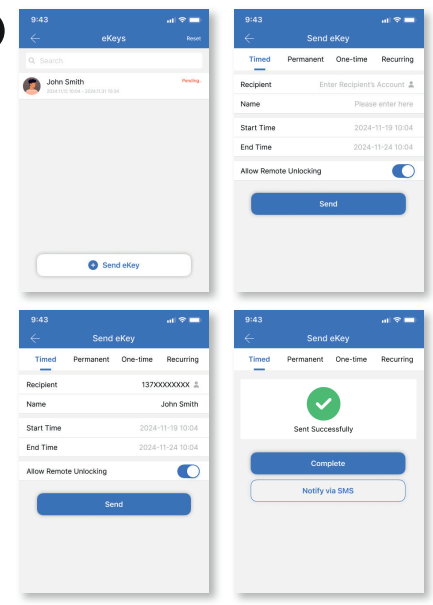 9:43
eKeys
Reset
Search
John Smith
Pending..
9:43
Send eKey
Timed Permanent One-time Recurring
Recipient Enter Recipient's Account
Name Please enter here
Start Time 2024-11-19 10:04
End Time 2024-11-24 10:04
Allow Remote Unlocking
Send
Send eKey
9:43
Send eKey
Timed Permanent One-time Recurring
Recipient 137XXXXXXXX
Name John Smith
Start Time 2024-11-19 10:04
End Time 2024-11-24 10:04
Allow Remote Unlocking
Send
9:43
Send eKey
Timed Permanent One-time Recurring
Sent Successfully
Complete
Notify via SMS